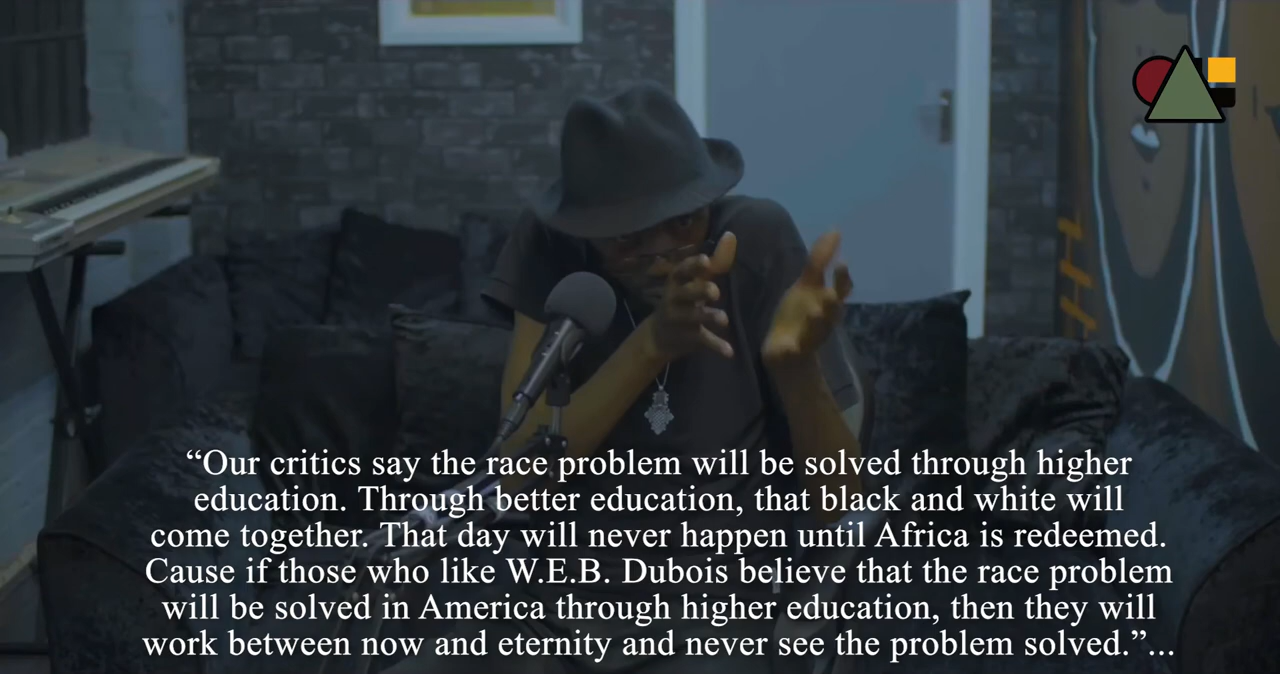 “Our critics say the race problem will be solved through higher
education. Through better education, that black and white will
come together. That day will never happen until Africa is redeemed.
Cause if those who like W.E.B. Dubois believe that the race problem
will be solved in America through higher education, then they will
work between now and eternity and never see the problem solved.”...